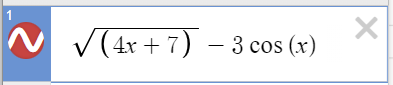 1
√(4x + 7) − 3 cos (x)